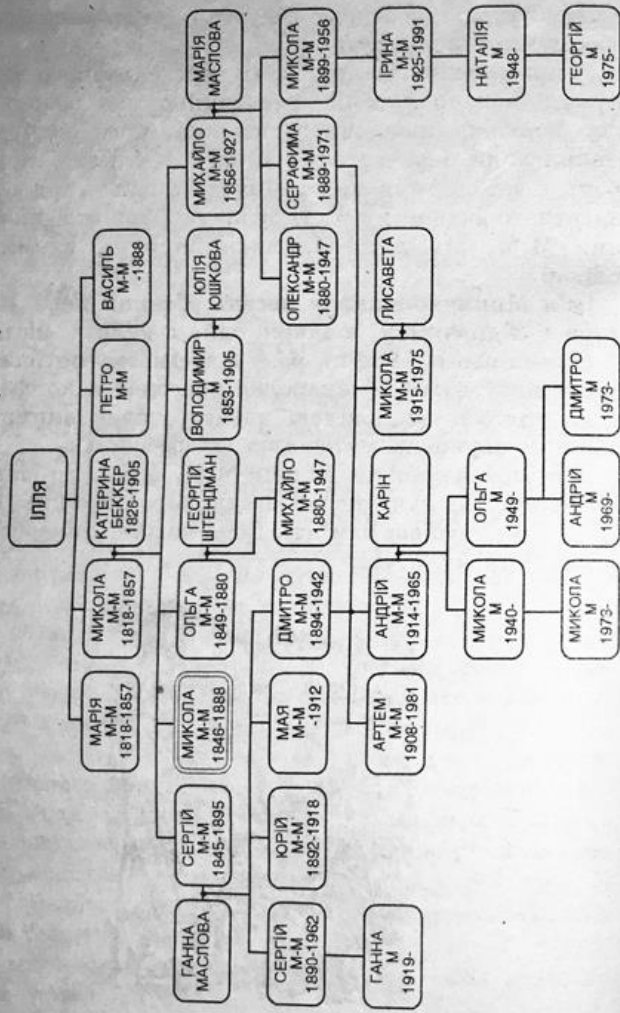 ІЛЛЯ
МАРІЯ
М-М
1818-1857
МИКОЛА
М-М
1818-1857
КАТЕРИНА
БЕККЕР
1826-1905
ПЕТРО
М-М
ВАСИЛЬ
М-М
-1888
ГАННА
МАСЛОВА
СЕРГІЙ
М-М
1845-1895
МИКОЛА
М-М
1846-1888
ОЛЬГА
М-М
1849-1880
ГЕОРГІЙ
ШТЕНДМАН
ВОЛОДИМИР
М
1853-1905
ЮЛІЯ
ЮШКОВА
МИХАЙЛО
М-М
1856-1927
МАРІЯ
МАСЛОВА
СЕРГІЙ
М-М
1890-1962
ЮРІЙ
М-М
1892-1918
МАЯ
М-М
-1912
ДМИТРО
М-М
1894-1942
МИХАЙЛО
М-М
1880-1947
ОЛЕКСАНДР
М-М
1880-1947
СЕРАФИМА
М-М
1889-1971
МИКОЛА
М-М
1899-1956
ГАННА
М
1919-
АРТЕМ
М-М
1908-1981
АНДРІЙ
М-М
-1914-1965
КАРІН
МИКОЛА
М-М
1915-1975
ЛИСАВЕТА
ІРИНА
М-М
1925-1991
МИКОЛА
М
1940-
ОЛЬГА
М
1949-
НАТАЛІЯ
М
1948-
МИКОЛА
М
1973-
АНДРІЙ
М
1969-
ДМИТРО
М
1973-
ГЕОРГІЙ
М
1975-